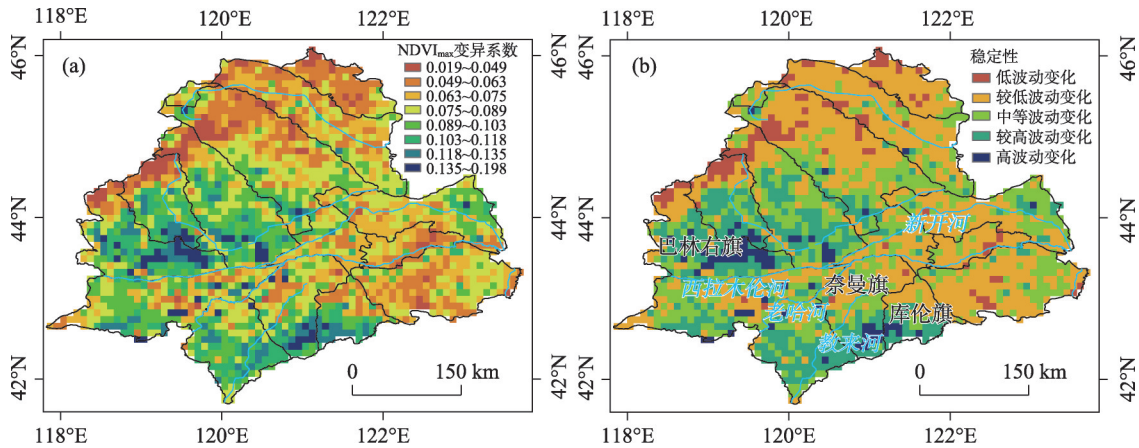 118°E 120°E 122°E
118°E 120°E 122°E
46°N
(a)
NDVImax变异系数
0.019~0.049
0.049~0.063
0.063~0.075
0.075~0.089
0.089~0.103
0.103~0.118
0.118~0.135
0.135~0.198
44°N
42°N
0 150 km
118°E 120°E 122°E
(b)
稳定性
低波动变化
较低波动变化
中等波动变化
较高波动变化
高波动变化
46°N
44°N
42°N
新开河
巴林右旗
西拉木伦河
奈曼旗
老哈河
库伦旗
教来河
0 150 km
118°E 120°E 122°E